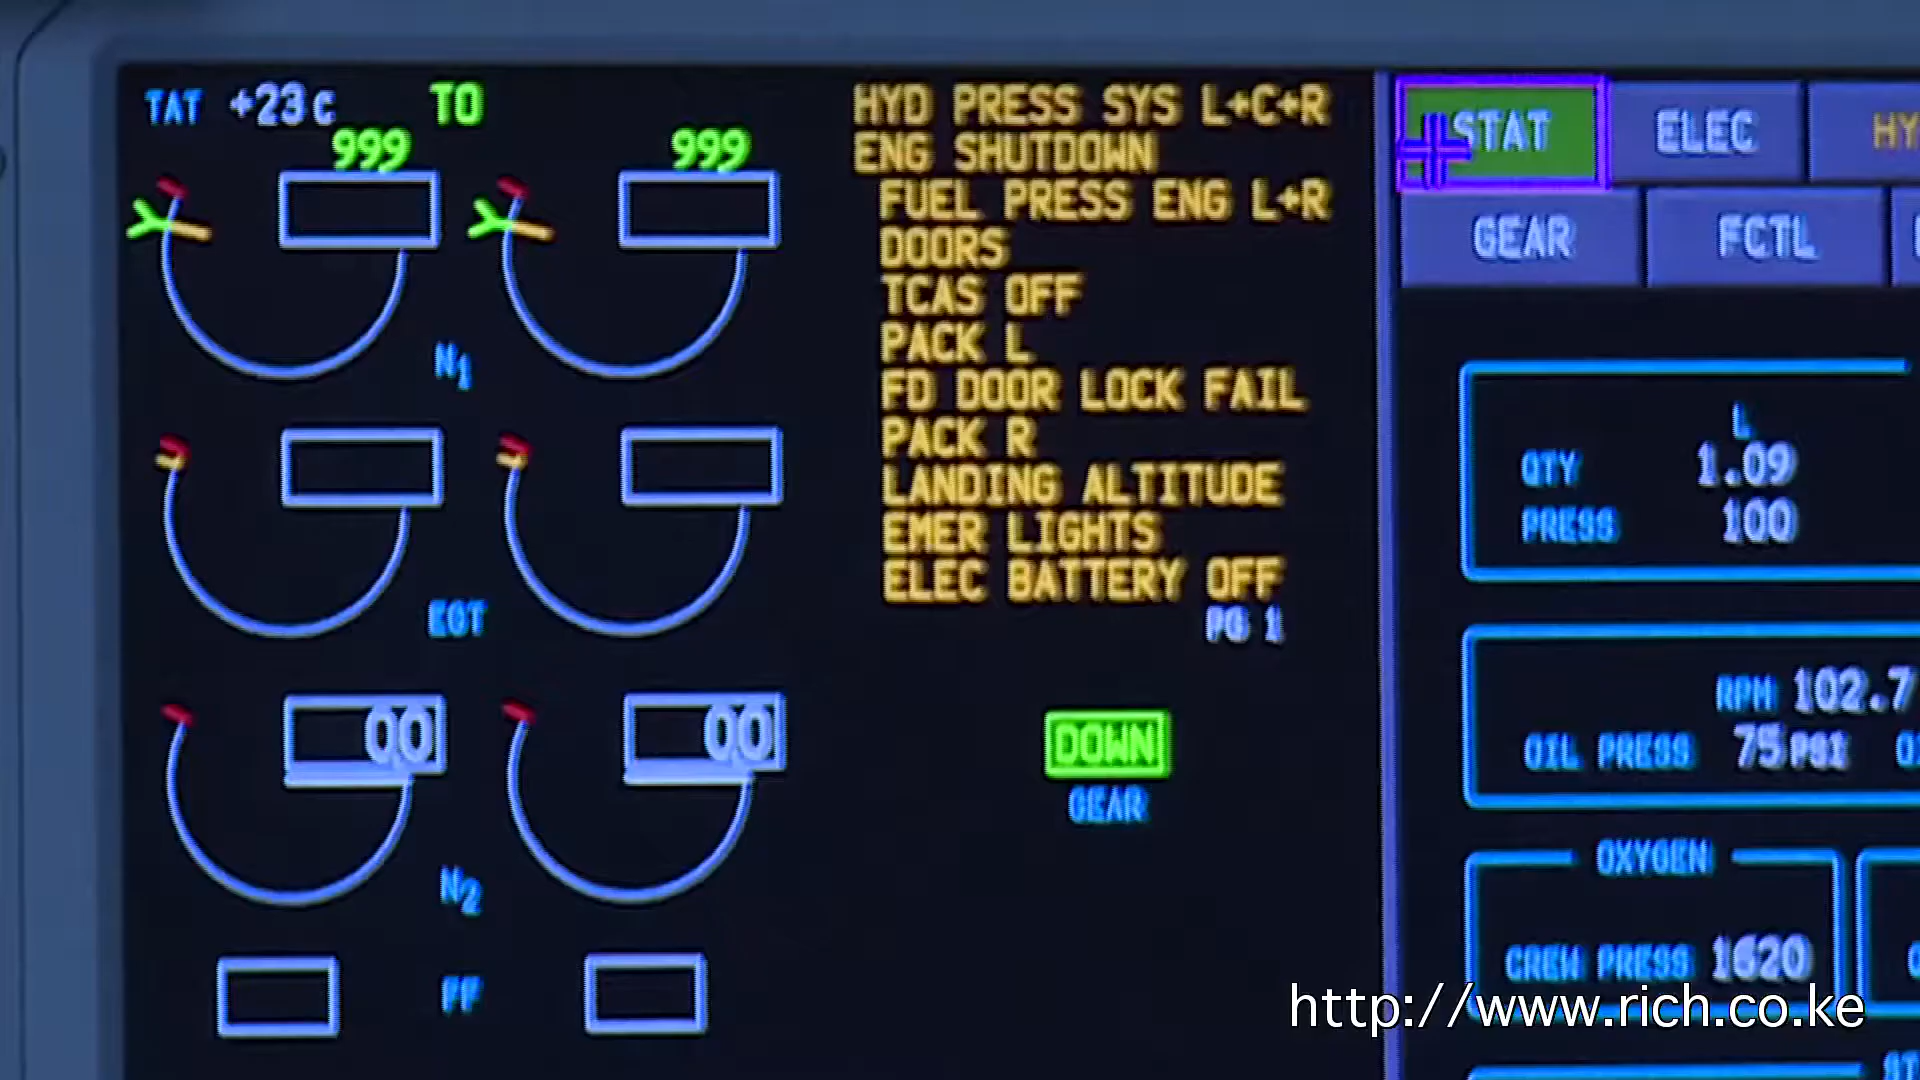 TAT +23c TO
999 999
HYD PRESS SYS L+C+R
ENG SHUTDOWN
FUEL PRESS ENG L+R
DOORS
TCAS OFF
PACK L
FD DOOR LOCK FAIL
PACK R
LANDING ALTITUDE
EMER LIGHTS
ELEC BATTERY OFF
PG 1
N1
EGT
00 00
N2
FF
DOWN
GEAR
STAT ELEC HY
GEAR FCTL
L
QTY 1.09
PRESS 100
RPM 102.7
OIL PRESS 75 PSI
OXYGEN
CREW PRESS 1620
http://www.rich.co.ke